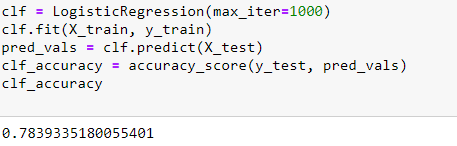 clf = LogisticRegression(max_iter=1000)
clf.fit(X_train, y_train)
pred_vals = clf.predict(X_test)
clf_accuracy = accuracy_score(y_test, pred_vals)
clf_accuracy
0.7839335180055401